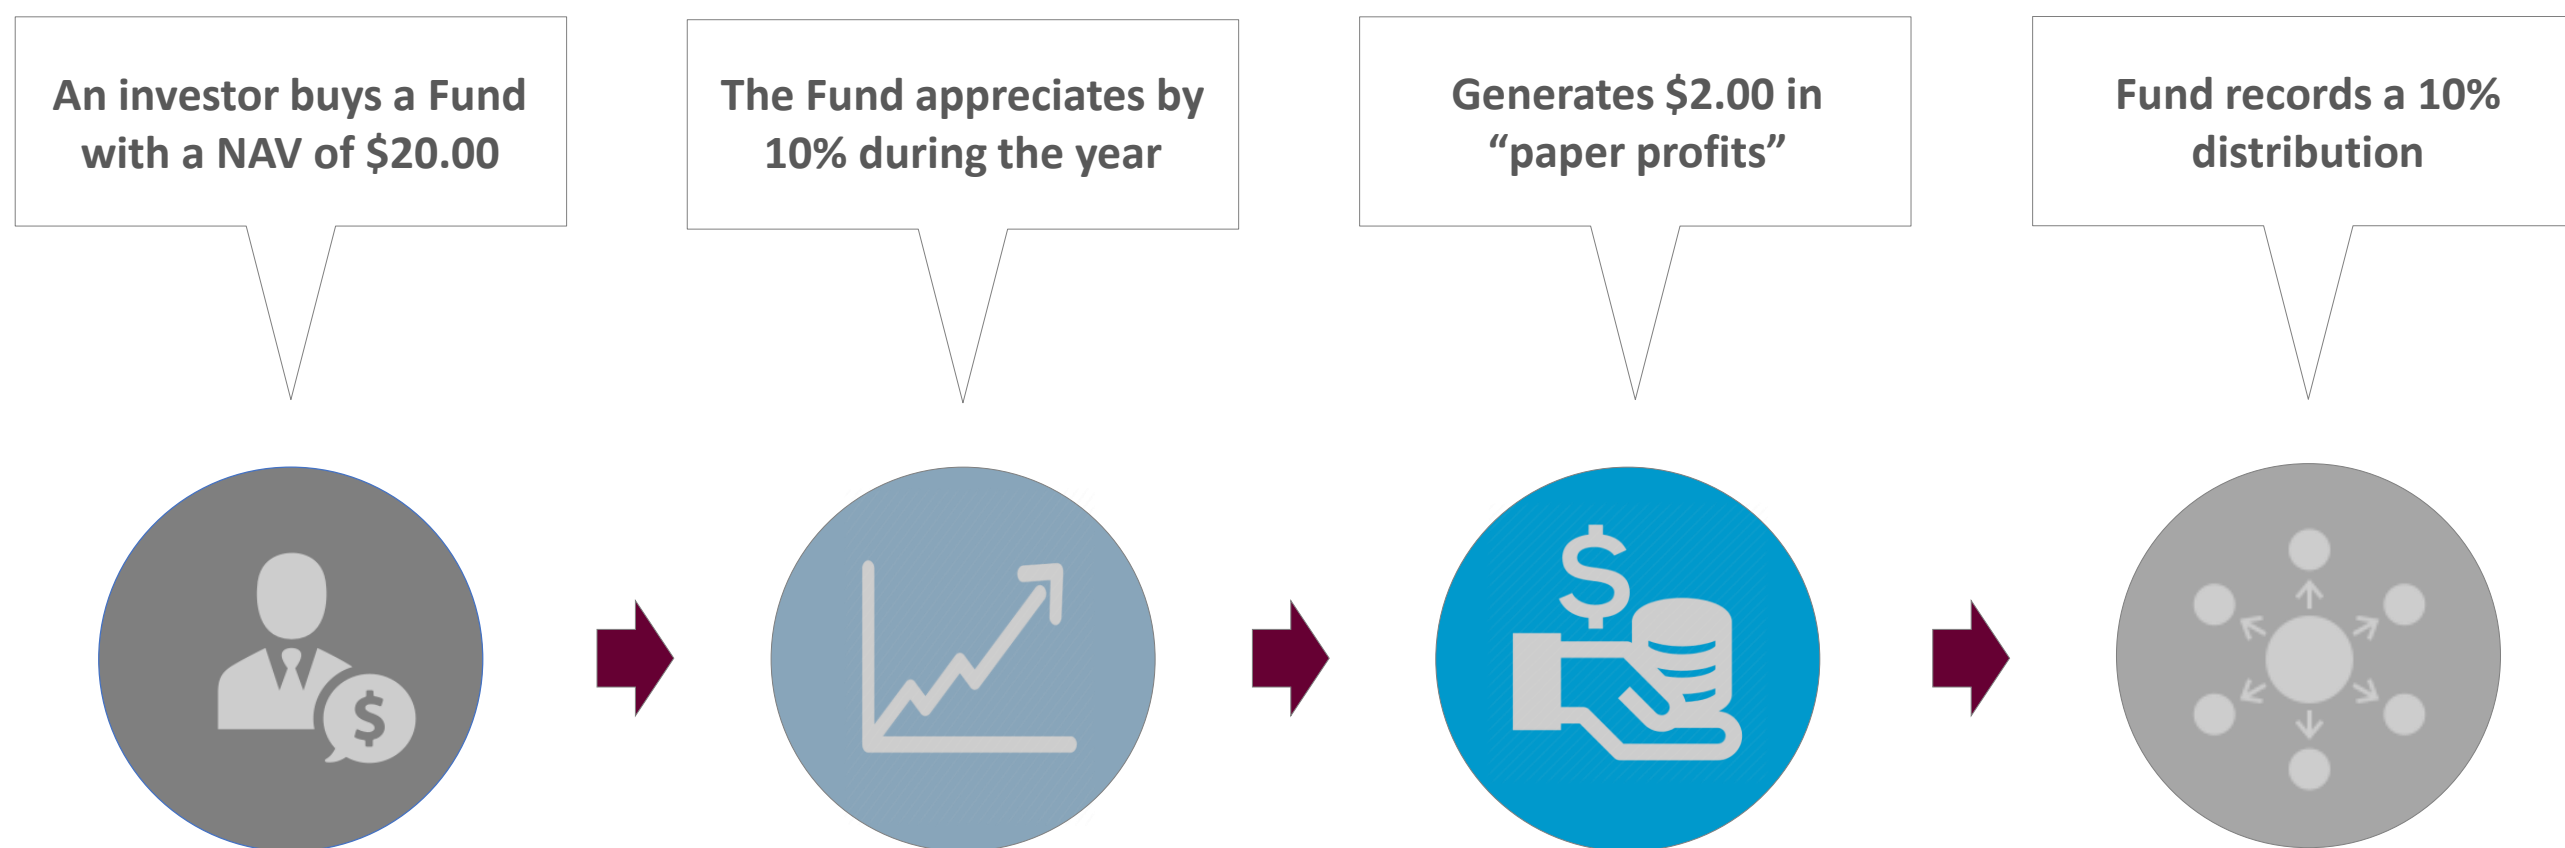 An investor buys a Fund
with a NAV of $20.00
The Fund appreciates by
10% during the year
Generates $2.00 in
“paper profits”
Fund records a 10%
distribution
$
$